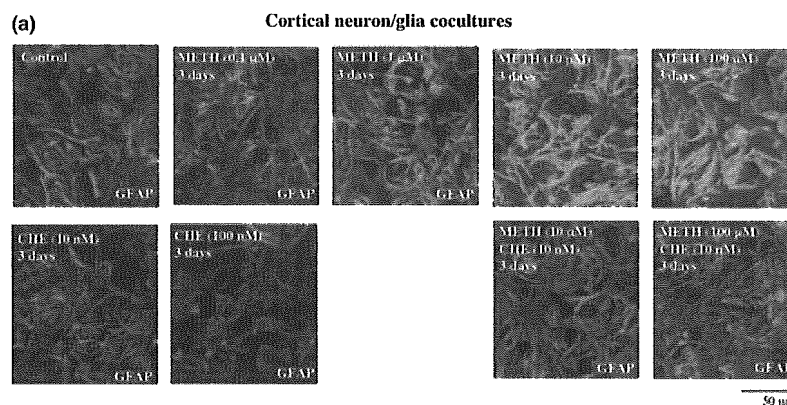 (a)
Cortical neuron/glia cocultures
Control
GFAP
METH (0.1 µM)
3 days
GFAP
METH (1 µM)
3 days
GFAP
METH (10 µM)
3 days
METH (100 µM)
3 days
CHE (10 nM)
3 days
GFAP
CHE (100 nM)
3 days
GFAP
METH (10 µM)
CHE (10 nM)
3 days
GFAP
METH (100 µM)
CHE (10 nM)
3 days
GFAP
50